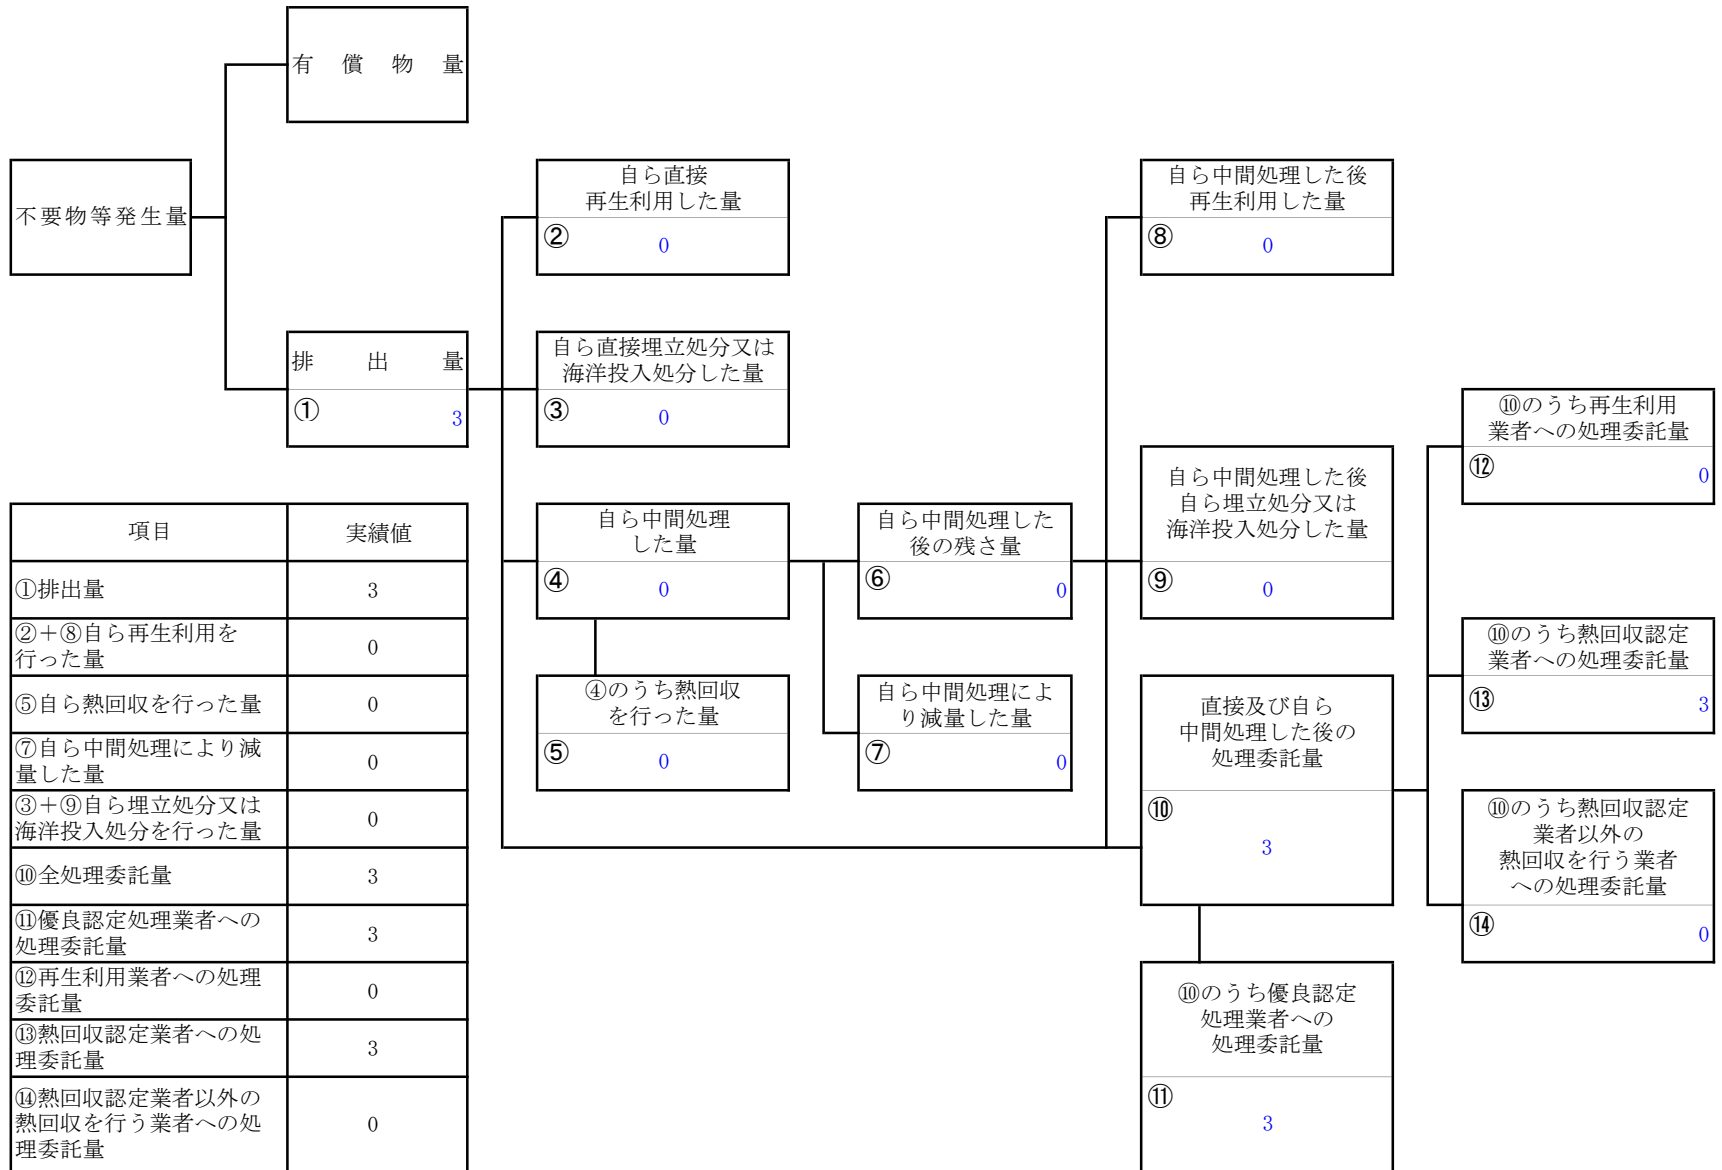 有償物量
不要物等発生量
排出量
①
3
自ら直接
再生利用した量
②
0
自ら直接埋立処分又は
海洋投入処分した量
③
0
自ら中間処理
した量
④
0
④のうち熱回収
を行った量
⑤
0
自ら中間処理した
後の残さ量
⑥
0
自ら中間処理によ
り減量した量
⑦
0
自ら中間処理した後
再生利用した量
⑧
0
自ら中間処理した後
自ら埋立処分又は
海洋投入処分した量
⑨
0
直接及び自ら
中間処理した後の
処理委託量
⑩
3
⑩のうち優良認定
処理業者への
処理委託量
⑪
3
⑩のうち再生利用
業者への処理委託量
⑫
0
⑩のうち熱回収認定
業者への処理委託量
⑬
3
⑩のうち熱回収認定
業者以外の
熱回収を行う業者
への処理委託量
⑭
0
項目 実績値
①排出量 3
②+⑧自ら再生利用を
行った量 0
⑤自ら熱回収を行った量 0
⑦自ら中間処理により減
量した量 0
③+⑨自ら埋立処分又は
海洋投入処分を行った量 0
⑩全処理委託量 3
⑪優良認定処理業者への
処理委託量 3
⑫再生利用業者への処理
委託量 0
⑬熱回収認定業者への処
理委託量 3
⑭熱回収認定業者以外の
熱回収を行う業者への処
理委託量 0